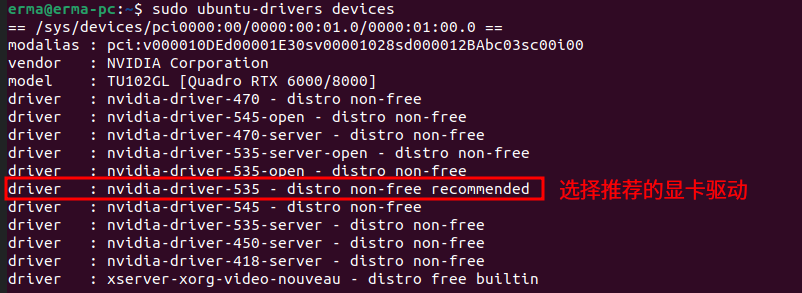 erma@erma-pc:~$ sudo ubuntu-drivers devices
== /sys/devices/pci0000:00/0000:00:01.0/0000:01:00.0 ==
modalias : pci:v000010DEd00001E30sv00001028sd000012BAbc03sc00i00
vendor   : NVIDIA Corporation
model    : TU102GL [Quadro RTX 6000/8000]
driver   : nvidia-driver-470 - distro non-free
driver   : nvidia-driver-545-open - distro non-free
driver   : nvidia-driver-470-server - distro non-free
driver   : nvidia-driver-535-server-open - distro non-free
driver   : nvidia-driver-535-open - distro non-free
driver   : nvidia-driver-535 - distro non-free recommended 选择推荐的显卡驱动
driver   : nvidia-driver-545 - distro non-free
driver   : nvidia-driver-535-server - distro non-free
driver   : nvidia-driver-450-server - distro non-free
driver   : nvidia-driver-418-server - distro non-free
driver   : xserver-xorg-video-nouveau - distro free builtin